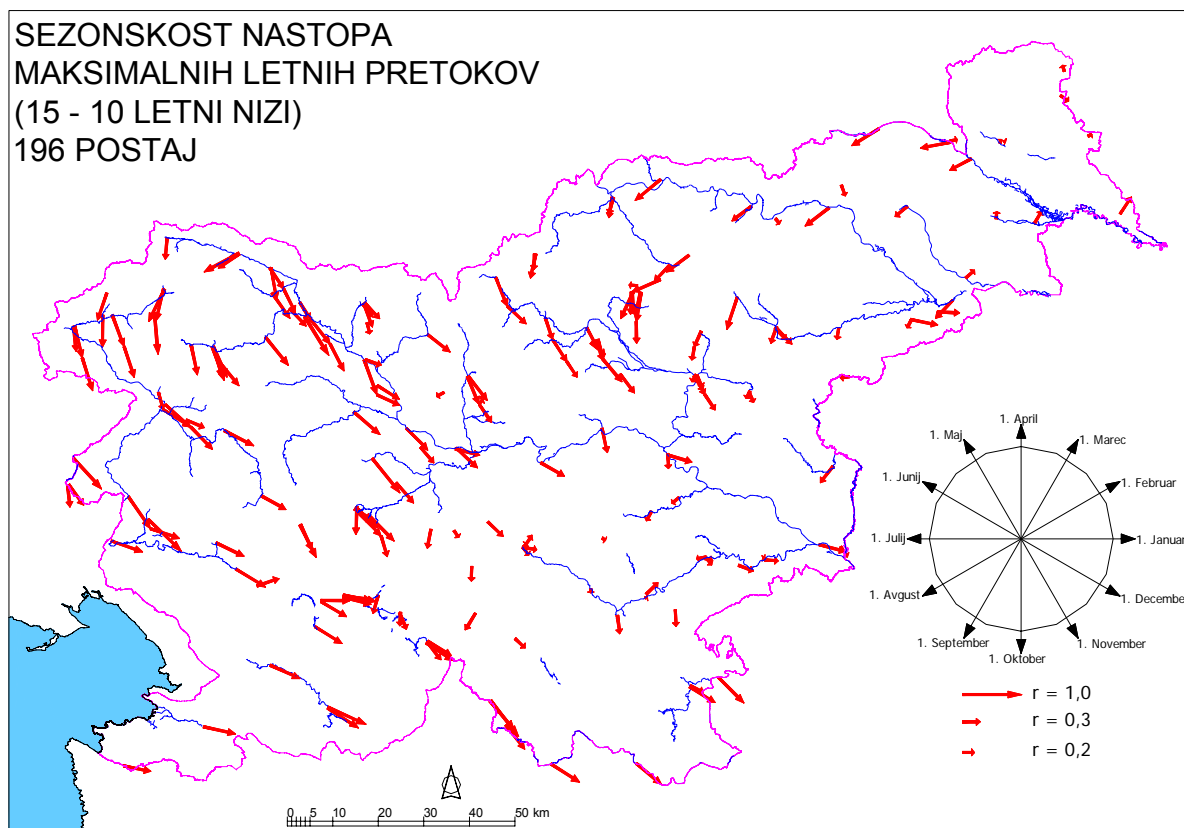 SEZONSKOST NASTOPA
MAKSIMALNIH LETNIH PRETOKOV
(15 - 10 LETNI NIZI)
196 POSTAJ
1. April
1. Maj
1. Marec
1. Junij
1. Februar
1. Julij
1. Januar
1. Avgust
1. December
1. September
1. November
1. Oktober
r = 1,0
r = 0,3
r = 0,2
0 5 10 20 30 40 50 km